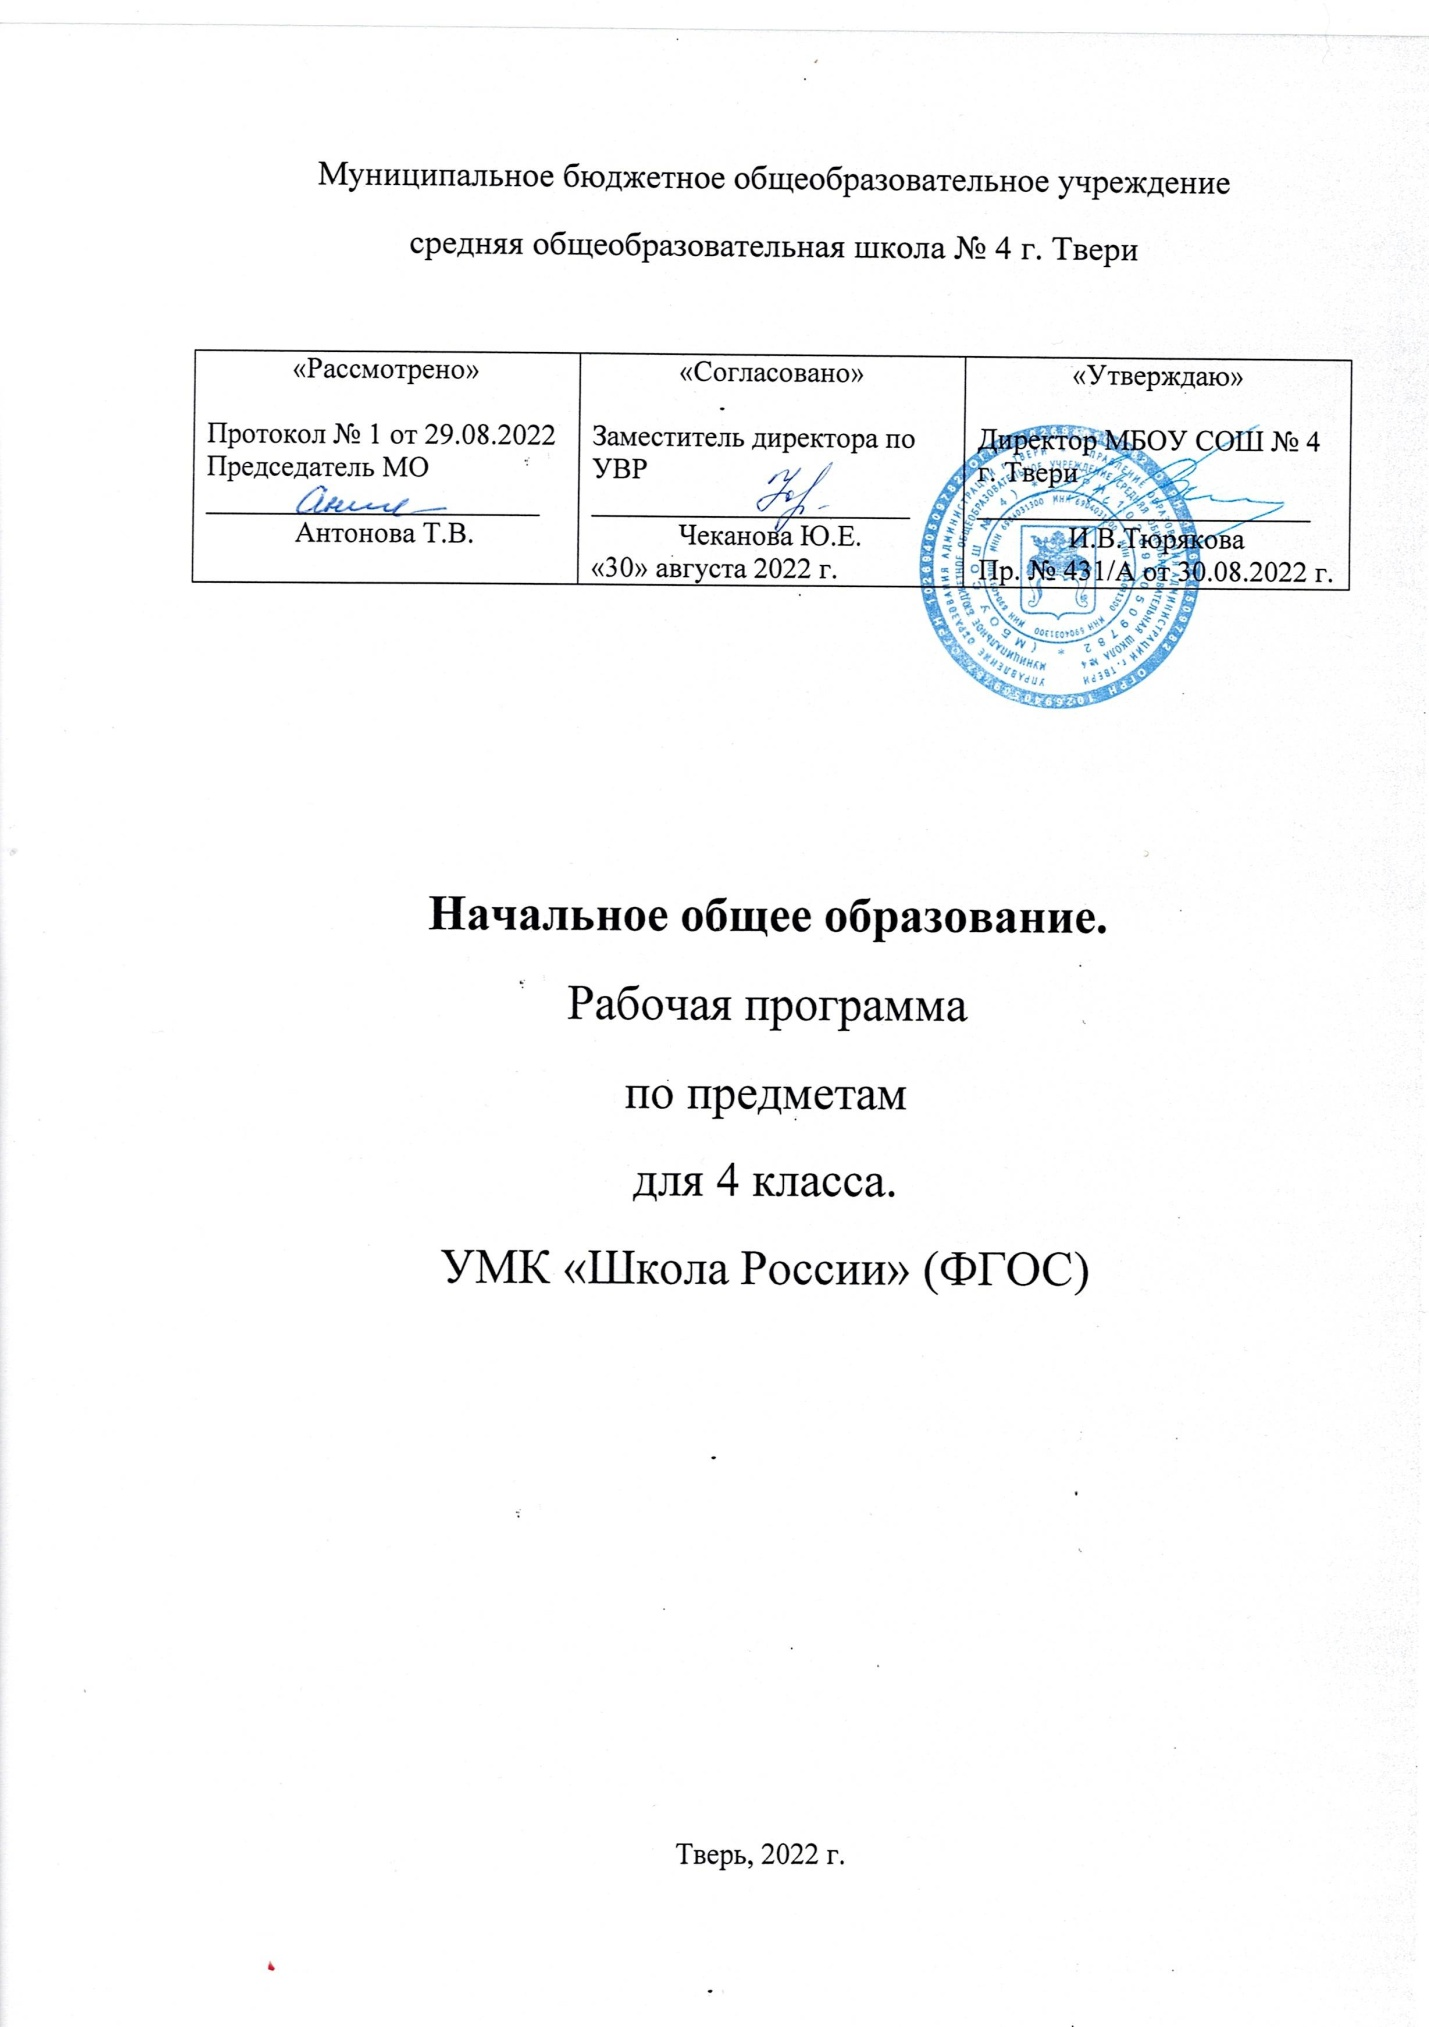 Муниципальное бюджетное общеобразовательное учреждение
средняя общеобразовательная школа № 4 г. Твери
«Рассмотрено»
Протокол № 1 от 29.08.2022
Председатель МО
Антонова Т.В.
«Согласовано»
Заместитель директора по
УВР
Чеканова Ю.Е.
«30» августа 2022 г.
«Утверждаю»
Директор МБОУ СОШ № 4
г. Твери
И.В.Тюрякова
Пр. № 431/А от 30.08.2022 г.
Начальное общее образование.
Рабочая программа
по предметам
для 4 класса.
УМК «Школа России» (ФГОС)
Тверь, 2022 г.